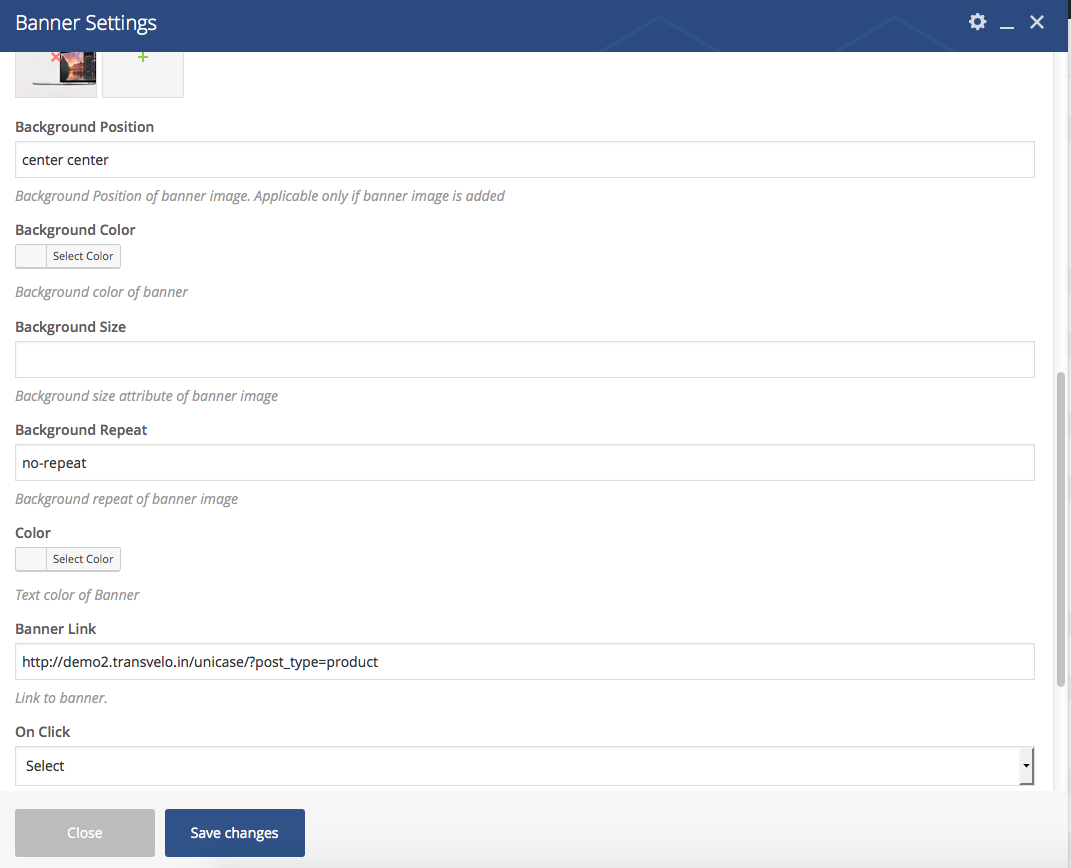 Banner Settings
Background Position
center center
Background Position of banner image. Applicable only if banner image is added
Background Color
Select Color
Background color of banner
Background Size
Background size attribute of banner image
Background Repeat
no-repeat
Background repeat of banner image
Color
Select Color
Text color of Banner
Banner Link
http://demo2.transvelo.in/unicase/?post_type=product
Link to banner.
On Click
Select
Close
Save changes